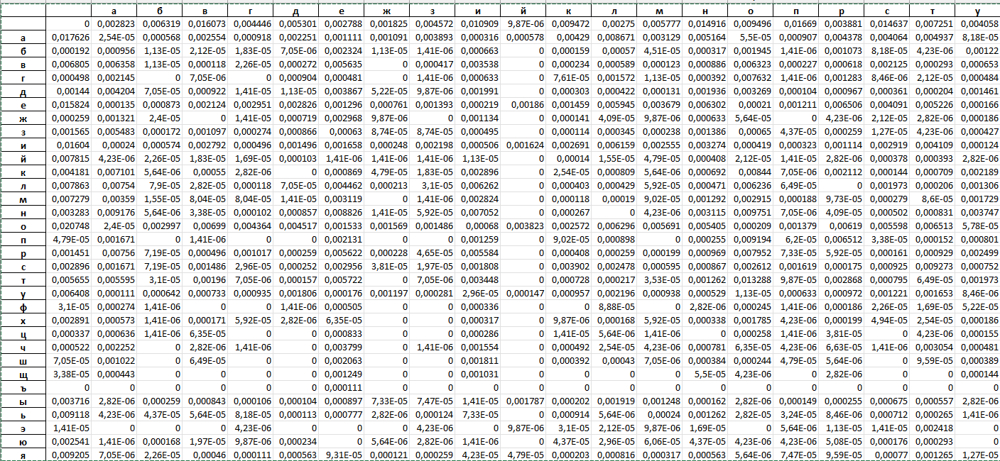 а б в г д е ж з и й к л м н о п р с т у
0 0,002823 0,006319 0,016073 0,004446 0,005301 0,002788 0,001825 0,004572 0,010909 9,87E-06 0,009472 0,00275 0,005777 0,014916 0,009496 0,01669 0,003881 0,014637 0,007251 0,004058
а 0,017626 2,54E-05 0,000568 0,002554 0,000918 0,002251 0,001111 0,001091 0,003893 0,000316 0,000578 0,00429 0,008671 0,003129 0,005164 5,5E-05 0,000907 0,004378 0,004064 0,004937 8,18E-05
б 0,000192 0,000956 1,13E-05 2,12E-05 1,83E-05 7,05E-06 0,002324 1,13E-05 1,41E-06 0,000663 0 0,000159 0,00057 4,51E-05 0,000317 0,001945 1,41E-06 0,001073 8,18E-05 4,23E-06 0,00122
в 0,006805 0,006358 1,13E-05 0,000118 2,26E-05 0,000272 0,005635 0 0,000417 0,003538 0 0,000234 0,000589 0,000123 0,000886 0,006323 0,000227 0,000618 0,002125 0,000293 0,000653
г 0,000498 0,002145 0 7,05E-06 0 0,000904 0,000481 0 1,41E-06 0,000633 0 7,61E-05 0,001572 1,13E-05 0,000392 0,007632 1,41E-06 0,001283 8,46E-06 2,12E-05 0,000484
д 0,00144 0,004204 7,05E-05 0,000922 1,41E-05 1,13E-05 0,003867 5,22E-05 9,87E-06 0,001991 0 0,000303 0,000422 0,000131 0,001936 0,003269 0,000104 0,000967 0,000361 0,000204 0,001461
е 0,015824 0,000135 0,000873 0,002124 0,002951 0,002826 0,001296 0,000761 0,001393 0,000219 0,00186 0,001459 0,005945 0,003679 0,006302 0,00021 0,001211 0,006506 0,004091 0,005226 0,000166
ж 0,000259 0,001321 2,4E-05 0 1,41E-05 0,000719 0,002968 9,87E-06 0 0,001134 0 0,000141 4,09E-05 9,87E-06 0,000633 5,64E-05 0 4,23E-06 2,12E-05 2,82E-06 0,000186
з 0,001565 0,005483 0,000172 0,001097 0,000274 0,000866 0,00063 8,74E-05 8,74E-05 0,000495 0 0,000114 0,000345 0,000238 0,001386 0,00065 4,37E-05 0,000259 1,27E-05 4,23E-06 0,000427
и 0,01604 0,00024 0,000574 0,002792 0,000496 0,001496 0,001658 0,000248 0,002198 0,000506 0,001624 0,002691 0,006159 0,002555 0,003274 0,000419 0,000323 0,001114 0,002919 0,004109 0,000124
й 0,007815 4,23E-06 2,26E-05 1,83E-05 1,69E-05 0,000103 1,41E-06 1,41E-06 1,41E-06 1,13E-05 0 0,00014 1,55E-05 4,79E-05 0,000408 2,12E-05 1,41E-05 2,82E-06 0,000378 0,000393 2,82E-06
к 0,004181 0,007101 5,64E-06 0,00055 2,82E-06 0 0,000869 4,79E-05 1,83E-05 0,002896 0 2,54E-05 0,000809 5,64E-06 0,000692 0,00844 7,05E-06 0,002112 0,000144 0,000709 0,002189
л 0,007863 0,00754 7,9E-05 2,82E-05 0,000118 7,05E-05 0,004462 0,000213 3,1E-05 0,006262 0 0,000403 0,000429 5,92E-05 0,000471 0,006236 6,49E-05 0 0,001973 0,000206 0,001306
м 0,007279 0,00359 1,55E-05 8,04E-05 8,04E-05 1,41E-05 0,003119 0 1,41E-06 0,002824 0 0,000118 0,00019 9,02E-05 0,001292 0,002915 0,000188 9,73E-05 0,000279 8,6E-05 0,001729
н 0,003283 0,009176 5,64E-06 3,38E-05 0,000102 0,000857 0,008826 1,41E-05 5,92E-05 0,007052 0 0,000267 0 4,23E-06 0,003115 0,009751 7,05E-06 4,09E-05 0,000502 0,000831 0,003747
о 0,020748 2,4E-05 0,002997 0,00699 0,004364 0,004517 0,001533 0,001569 0,001486 0,00068 0,003823 0,002572 0,006296 0,005691 0,005405 0,000209 0,001379 0,00619 0,005598 0,006513 5,78E-05
п 4,79E-05 0,001671 0 1,41E-06 0 0 0,002131 0 0 0,001259 0 9,02E-05 0,000898 0 0,000255 0,009194 6,2E-05 0,006512 3,38E-05 0,000152 0,000801
р 0,001451 0,00756 7,19E-05 0,000496 0,001017 0,000259 0,005622 0,000228 4,65E-05 0,005584 0 0,000408 0,000259 0,000199 0,000969 0,007952 7,33E-05 5,92E-05 0,000161 0,000929 0,002499
с 0,002896 0,001671 7,19E-05 0,001486 2,96E-05 0,000252 0,002956 3,81E-05 1,97E-05 0,001808 0 0,003902 0,002478 0,000595 0,000867 0,002612 0,001619 0,000175 0,000925 0,009273 0,000752
т 0,005655 0,005595 3,1E-05 0,00196 7,05E-06 0,000157 0,005722 0 7,05E-06 0,003448 0 0,000728 0,000217 3,53E-05 0,001262 0,013288 9,87E-05 0,002868 0,000795 6,49E-05 0,001973
у 0,006408 0,000111 0,000642 0,000733 0,000935 0,001806 0,000176 0,001197 0,000281 2,96E-05 0,000147 0,000957 0,002196 0,000938 0,000529 1,13E-05 0,000633 0,000972 0,001221 0,001653 8,46E-06
ф 3,1E-05 0,000274 1,41E-06 0 0 1,41E-06 0,000505 0 0 0,000336 0 0 8,88E-05 0 2,82E-06 0,000245 1,41E-06 0,000186 2,26E-05 1,69E-05 5,22E-05
х 0,002891 0,000573 1,41E-06 0,000171 5,92E-05 2,82E-06 6,35E-05 0 0 0,000317 0 9,87E-06 0,000168 5,92E-05 0,000338 0,001785 4,23E-06 0,000199 4,94E-05 2,54E-05 0,000186
ц 0,000337 0,000636 1,41E-06 6,35E-05 0 0 0,000833 0 0 0,000286 0 1,41E-05 5,64E-06 1,41E-06 0 0,000258 1,41E-06 3,81E-05 0 4,23E-06 0,000155
ч 0,000522 0,002252 0 2,82E-06 1,41E-06 0 0,003799 0 1,41E-06 0,001554 0 0,000492 2,54E-05 4,23E-06 0,000781 6,35E-05 4,23E-06 6,63E-05 1,41E-06 0,003054 0,000481
ш 7,05E-05 0,001022 0 6,49E-05 0 0 0,002063 0 0 0,001811 0 0,000392 0,00043 7,05E-06 0,000384 0,000244 4,79E-05 5,64E-06 0 9,59E-05 0,000389
щ 3,38E-05 0,000443 0 0 0 0 0,001249 0 0 0,001031 0 0 0 0 5,5E-05 4,23E-06 0 2,82E-06 0 0 0,000144
ъ 0 0 0 0 0 0 0,000111 0 0 0 0 0 0 0 0 0 0 0 0 0 0
ы 0,003716 2,82E-06 0,000259 0,000843 0,000106 0,000104 0,000897 7,33E-05 7,47E-05 1,41E-05 0,001787 0,000202 0,001919 0,001248 0,000162 2,82E-06 0,000149 0,000255 0,000675 0,000557 2,82E-06
ь 0,009118 4,23E-06 4,37E-05 5,64E-05 8,18E-05 0,000113 0,000777 2,82E-06 0,000124 7,33E-05 0 0,000914 5,64E-06 0,00024 0,001262 2,82E-05 3,24E-05 8,46E-06 0,000712 0,000265 1,41E-06
э 1,41E-05 0 0 0 4,23E-06 0 0 0 4,23E-06 0 9,87E-06 3,1E-05 2,12E-05 9,87E-06 1,69E-05 0 5,64E-06 1,13E-05 1,41E-05 0,002418 0
ю 0,002541 1,41E-06 0,000168 1,97E-05 9,87E-06 0,000234 0 5,64E-06 2,82E-06 1,41E-06 0 4,37E-05 2,96E-05 6,06E-05 4,37E-05 4,23E-06 4,23E-06 5,08E-05 0,000176 0,000293 0
я 0,009205 7,05E-06 2,26E-05 0,00046 0,000111 0,000563 9,31E-05 0,000121 0,000259 4,23E-05 4,79E-05 0,000203 0,000816 0,000317 0,000563 5,64E-06 7,47E-05 9,59E-05 0,00077 0,001265 1,27E-05